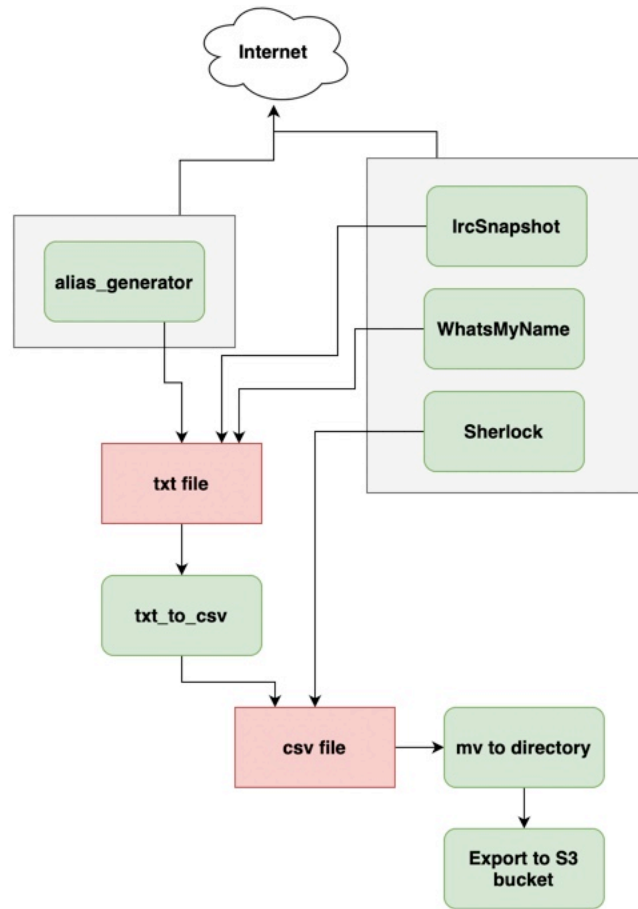 Internet
IrcSnapshot
alias_generator
WhatsMyName
Sherlock
txt file
txt_to_csv
csv file
mv to directory
Export to S3
bucket